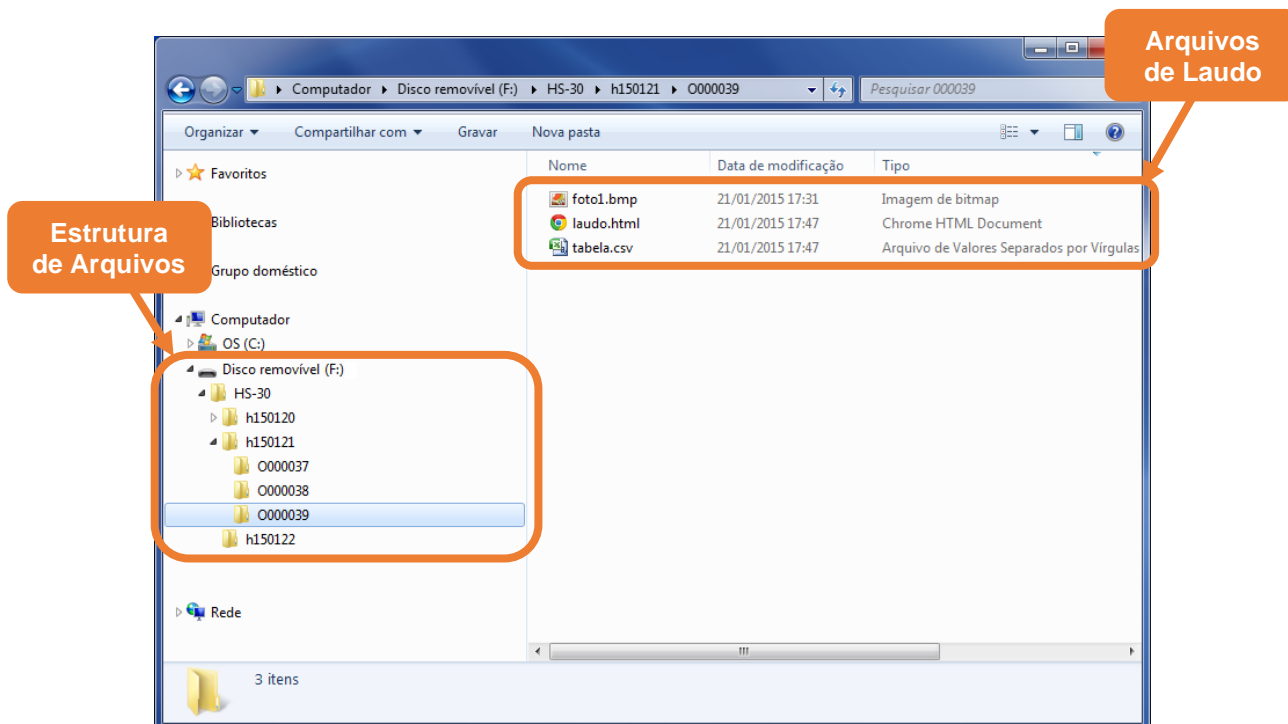 Arquivos
de Laudo
Computador Disco removível (F:) HS-30 h150121 O000039
Pesquisar 000039
Organizar Compartilhar com Gravar Nova pasta
Nome Data de modificação Tipo
Favoritos
foto1.bmp 21/01/2015 17:31 Imagem de bitmap
Bibliotecas
laudo.html 21/01/2015 17:47 Chrome HTML Document
tabela.csv 21/01/2015 17:47 Arquivo de Valores Separados por Vírgulas
Estrutura
de Arquivos
Grupo doméstico
Computador
OS (C:)
Disco removível (F:)
HS-30
h150120
h150121
O000037
O000038
O000039
h150122
Rede
3 itens